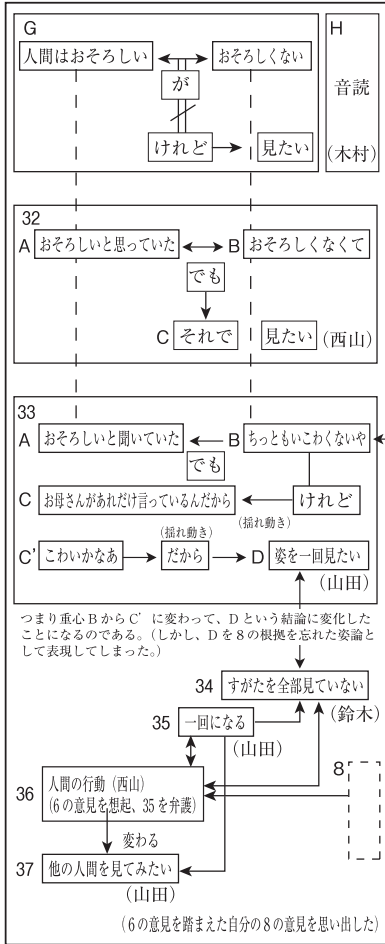 G
人間はおそろしい
おそろしくない
が
けれど
見たい
H
音読
(木村)
32
A おそろしいと思っていた
B おそろしくなくて
でも
C それで 見たい (西山)
33
A おそろしいと聞いていた
B ちっともいこわくないや
でも
C お母さんがあれだけ言っているんだから
けれど
(揺れ動き)
(揺れ動き)
C' こわいかなあ
だから
D 姿を一回見たい
(山田)
つまり重心BからC'に変わって、Dという結論に変化した
ことになるのである。(しかし、Dを8の根拠を忘れた姿論と
して表現してしまった。)
34 すがたを全部見ていない
(鈴木)
35 一回になる
(山田)
36 人間の行動 (西山)
(6の意見を想起、35を弁護)
8
変わる
37 他の人間を見てみたい
(山田)
(6の意見を踏まえた自分の8の意見を思い出した)